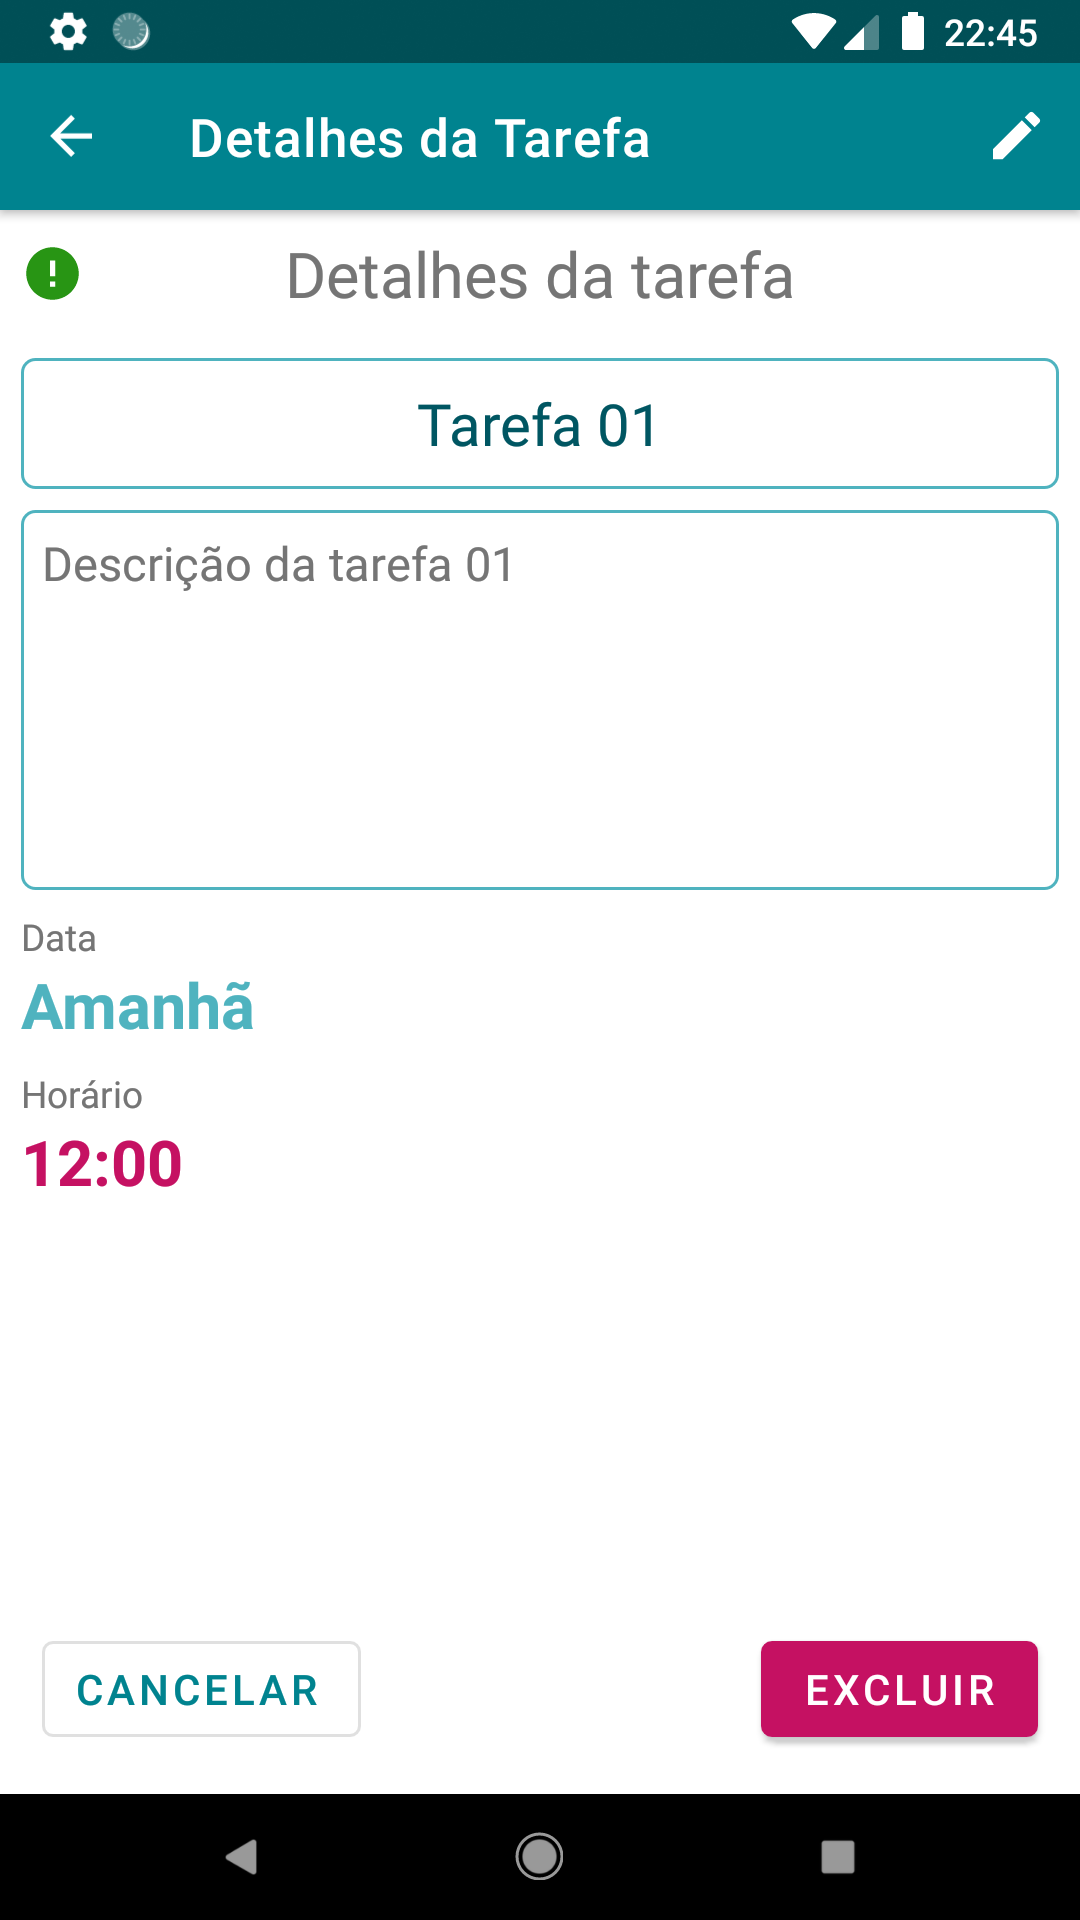 22:45
Detalhes da Tarefa
Detalhes da tarefa
Tarefa 01
Descrição da tarefa 01
Data
Amanhã
Horário
12:00
CANCELAR
EXCLUIR